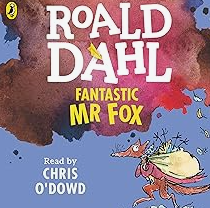 ROALD
DAHL
FANTASTIC
MR FOX
Read by
CHRIS
O'DOWD